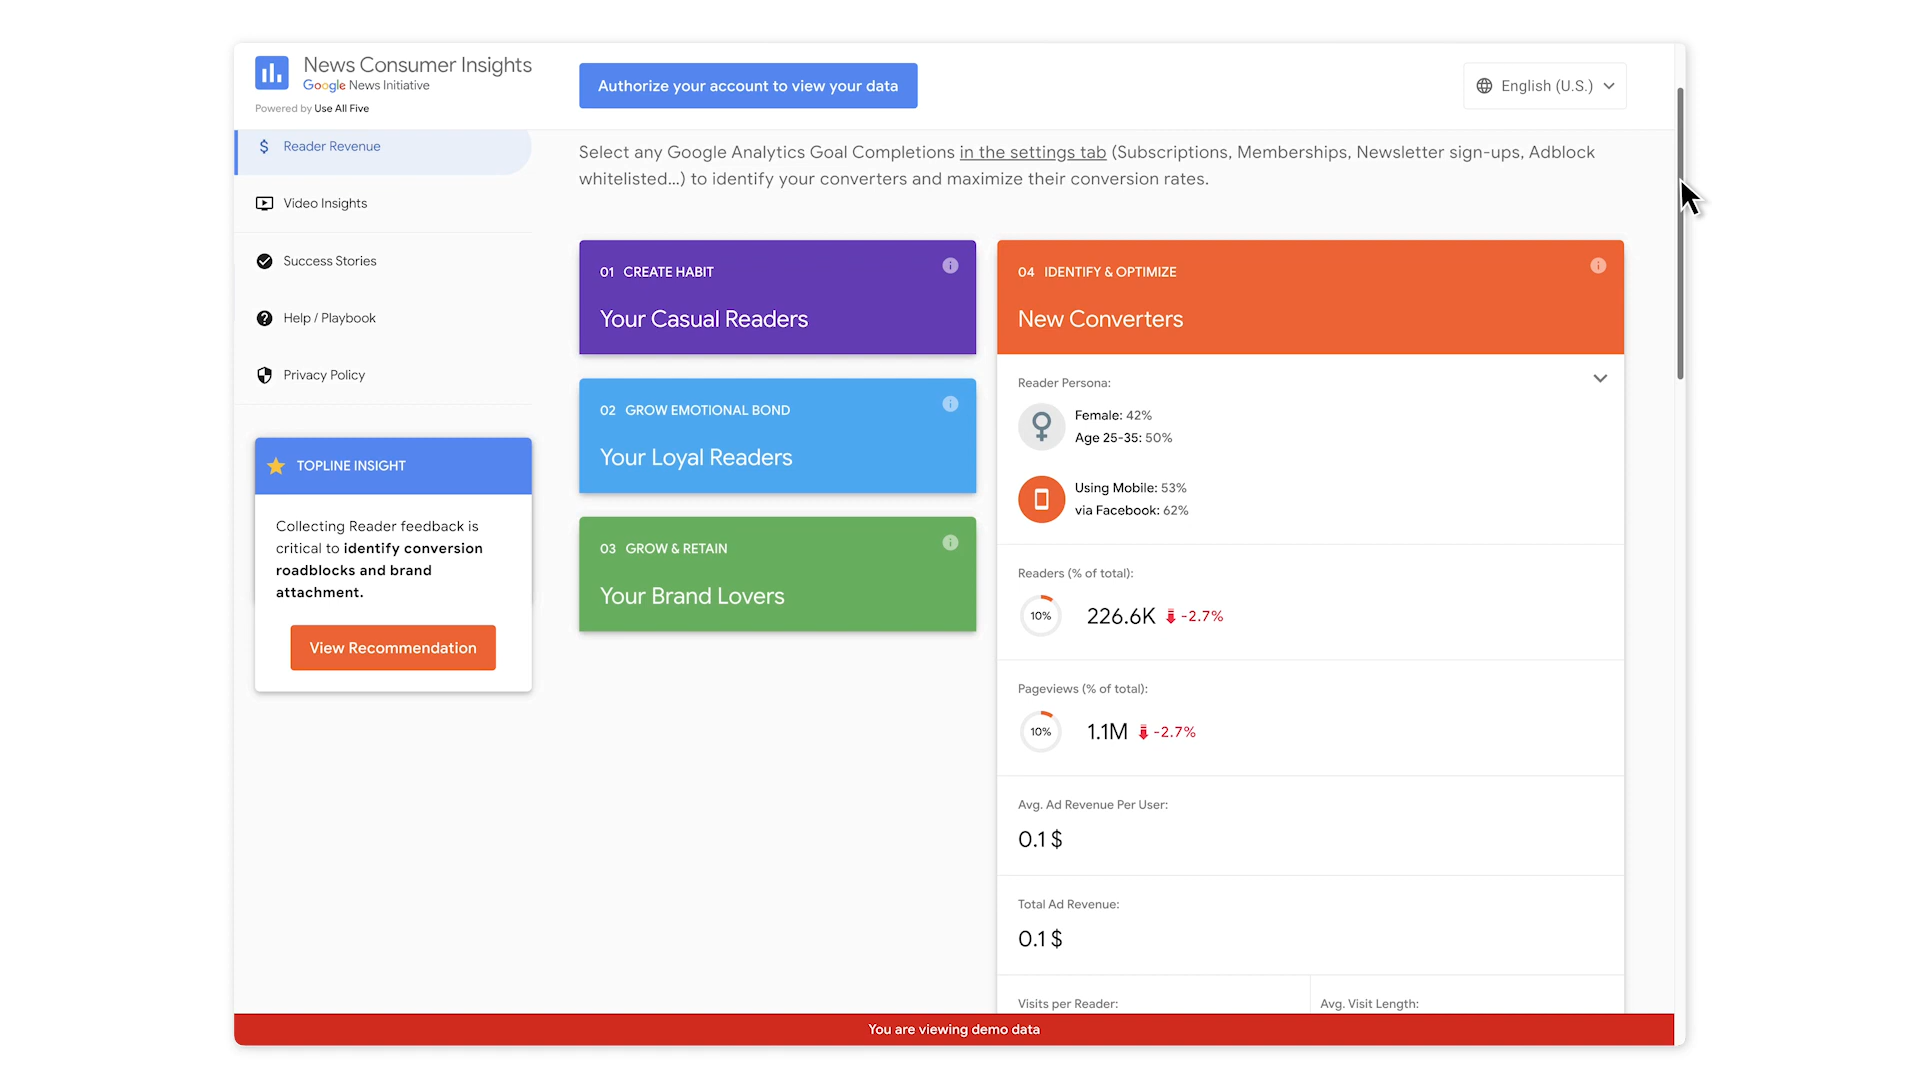 News Consumer Insights
Google News Initiative
Powered by Use All Five
Authorize your account to view your data
English (U.S.)
Reader Revenue
Video Insights
Success Stories
Help / Playbook
Privacy Policy
TOPLINE INSIGHT
Collecting Reader feedback is
critical to identify conversion
roadblocks and brand
attachment.
View Recommendation
Select any Google Analytics Goal Completions in the settings tab (Subscriptions, Memberships, Newsletter sign-ups, Adblock
whitelisted...) to identify your converters and maximize their conversion rates.
01 CREATE HABIT
Your Casual Readers
02 GROW EMOTIONAL BOND
Your Loyal Readers
03 GROW & RETAIN
Your Brand Lovers
04 IDENTIFY & OPTIMIZE
New Converters
Reader Persona:
Female: 42%
Age 25-35: 50%
Using Mobile: 53%
via Facebook: 62%
Readers (% of total):
10% 226.6K -2.7%
Pageviews (% of total):
10% 1.1M -2.7%
Avg. Ad Revenue Per User:
0.1 $
Total Ad Revenue:
0.1 $
Visits per Reader: Avg. Visit Length:
You are viewing demo data